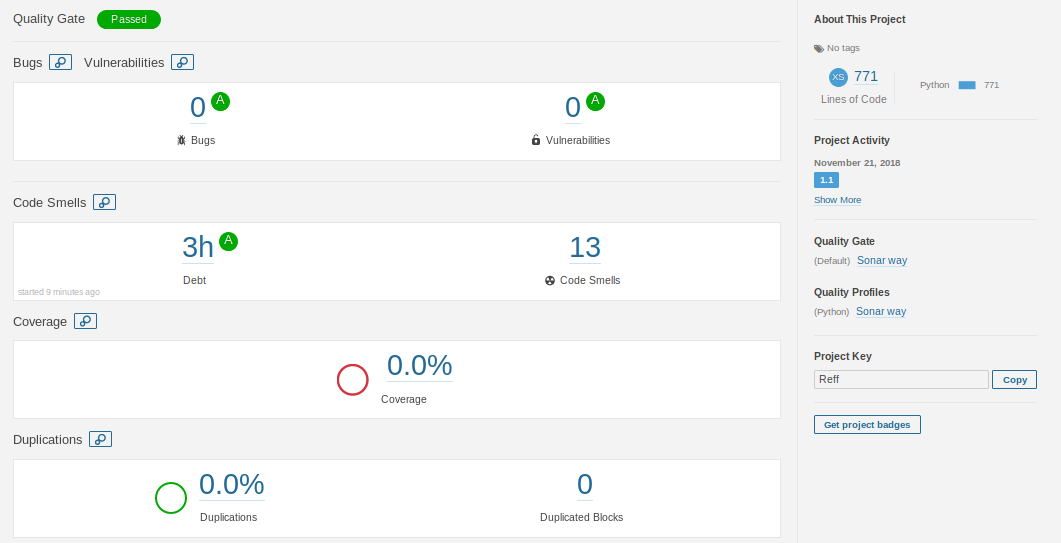 Quality Gate Passed
Bugs Vulnerabilities
0 A
Bugs
0 A
Vulnerabilities
Code Smells
3h A
Debt
13
Code Smells
started 9 minutes ago
Coverage
0.0%
Coverage
Duplications
0.0%
Duplications
0
Duplicated Blocks
About This Project
No tags
XS 771
Lines of Code
Python 771
Project Activity
November 21, 2018
1.1
Show More
Quality Gate
(Default) Sonar way
Quality Profiles
(Python) Sonar way
Project Key
Reff Copy
Get project badges